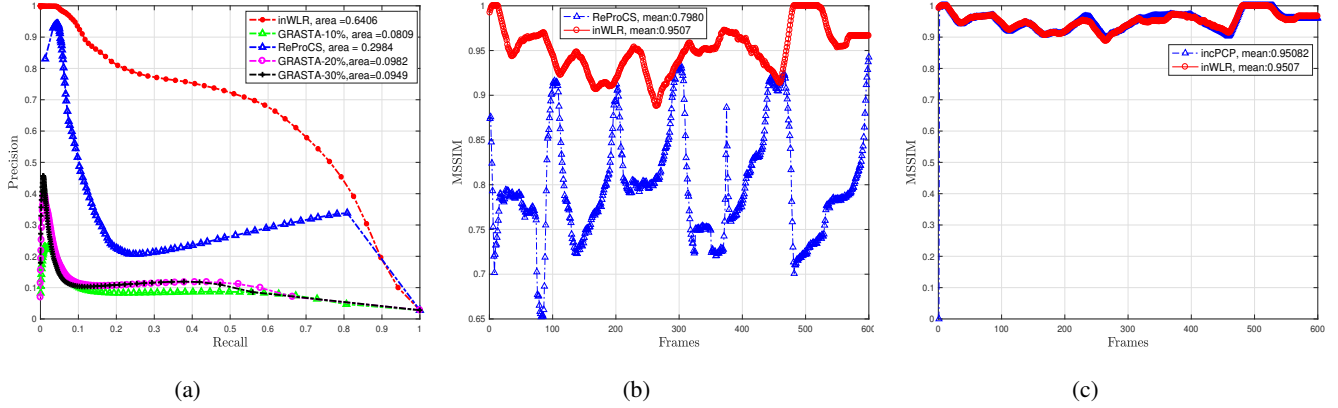 inWLR, area =0.6406
GRASTA-10%, area =0.0809
ReProCS, area = 0.2984
GRASTA-20%,area=0.0982
GRASTA-30%,area=0.0949
Precision
1
0.9
0.8
0.7
0.6
0.5
0.4
0.3
0.2
0.1
0
0 0.1 0.2 0.3 0.4 0.5 0.6 0.7 0.8 0.9 1
Recall
(a)
ReProCS, mean:0.7980
inWLR, mean:0.9507
MSSIM
1
0.95
0.9
0.85
0.8
0.75
0.7
0.65
0 100 200 300 400 500 600
Frames
(b)
incPCP, mean:0.95082
inWLR, mean:0.9507
MSSIM
1
0.9
0.8
0.7
0.6
0.5
0.4
0.3
0.2
0.1
0
0 100 200 300 400 500 600
Frames
(c)